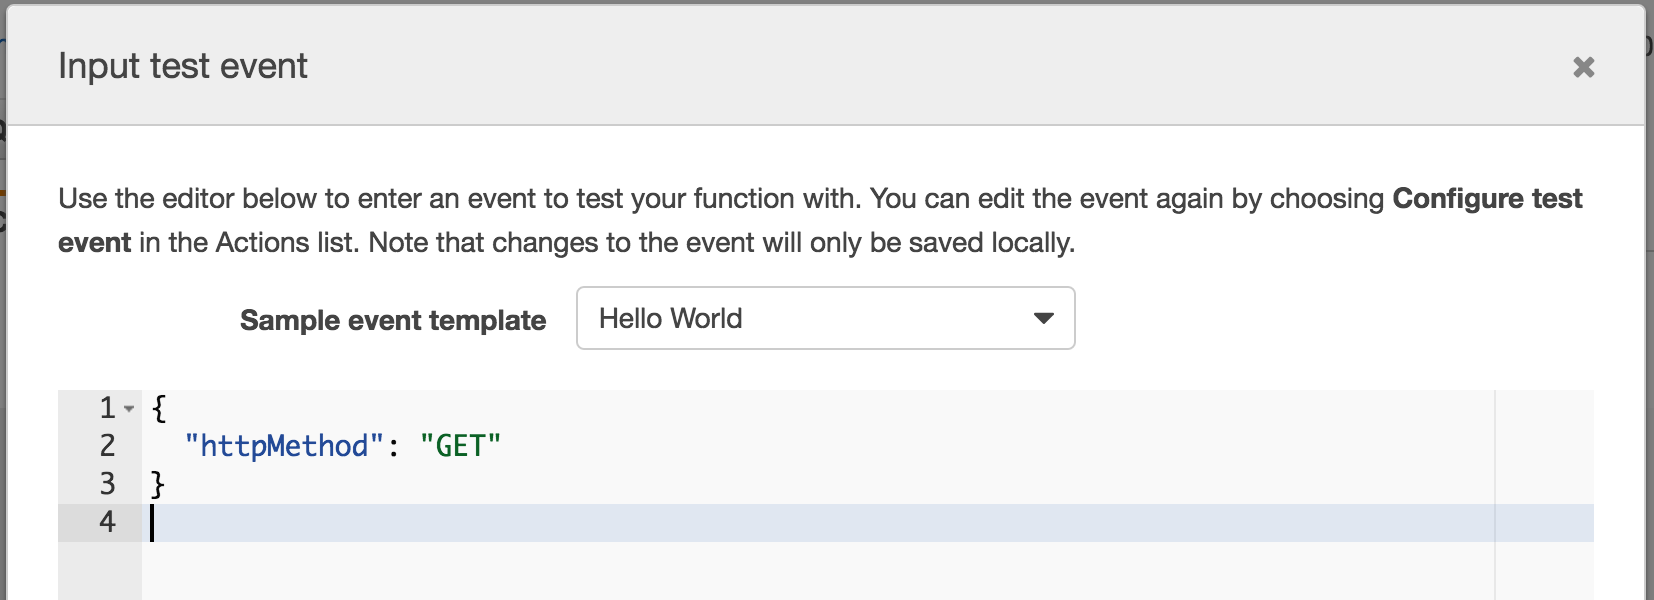 Input test event
Use the editor below to enter an event to test your function with. You can edit the event again by choosing Configure test
event in the Actions list. Note that changes to the event will only be saved locally.
Sample event template Hello World
1 {
2 "httpMethod": "GET"
3 }
4